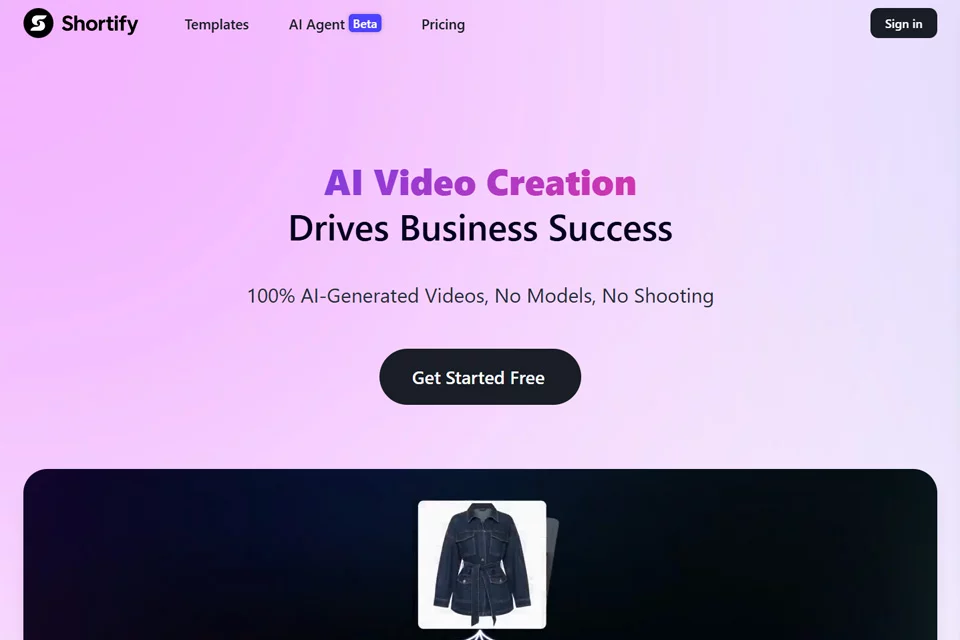 Shortify
Templates
AI Agent Beta
Pricing
Sign in
AI Video Creation
Drives Business Success
100% AI-Generated Videos, No Models, No Shooting
Get Started Free